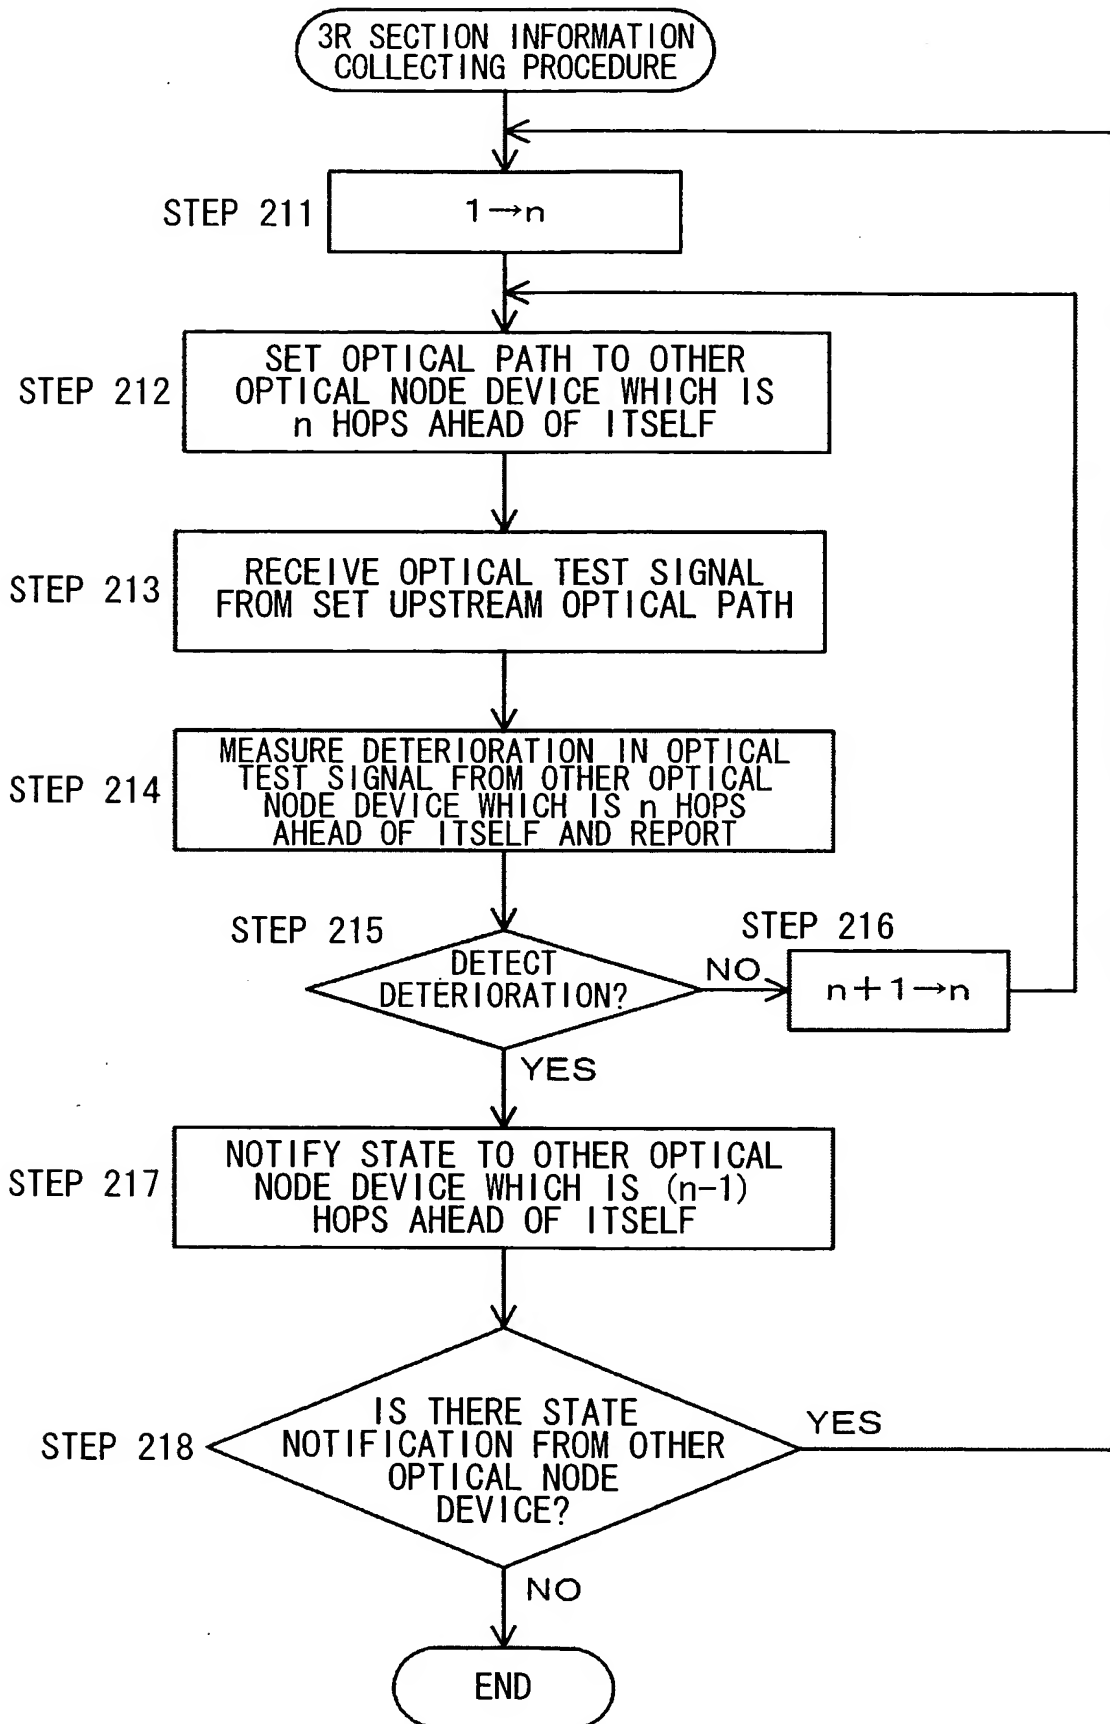 3R SECTION INFORMATION
COLLECTING PROCEDURE
STEP 211
1→n
STEP 212
SET OPTICAL PATH TO OTHER
OPTICAL NODE DEVICE WHICH IS
n HOPS AHEAD OF ITSELF
STEP 213
RECEIVE OPTICAL TEST SIGNAL
FROM SET UPSTREAM OPTICAL PATH
STEP 214
MEASURE DETERIORATION IN OPTICAL
TEST SIGNAL FROM OTHER OPTICAL
NODE DEVICE WHICH IS n HOPS
AHEAD OF ITSELF AND REPORT
STEP 215
DETECT
DETERIORATION?
NO
STEP 216
n+1→n
YES
STEP 217
NOTIFY STATE TO OTHER OPTICAL
NODE DEVICE WHICH IS (n-1)
HOPS AHEAD OF ITSELF
STEP 218
IS THERE STATE
NOTIFICATION FROM OTHER
OPTICAL NODE
DEVICE?
YES
NO
END